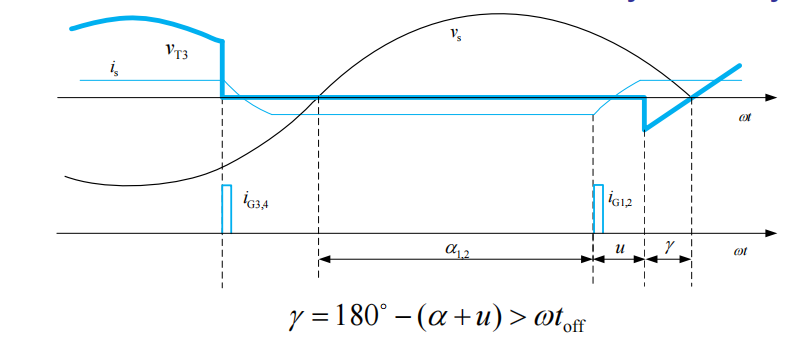 v_s
v_T3
i_s
ωt
i_G3,4
i_G1,2
α_1,2
u
γ
ωt
γ = 180° − (α + u) > ωt_off